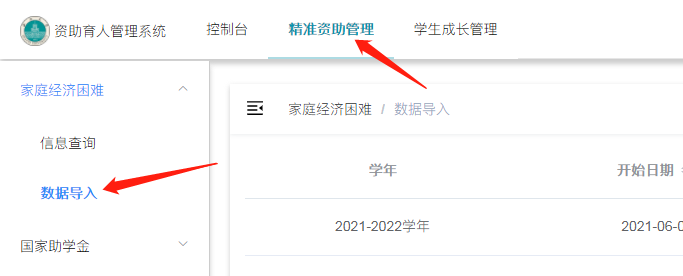 资助育人管理系统 控制台 精准资助管理 学生成长管理
家庭经济困难
信息查询
数据导入
国家助学金
家庭经济困难 / 数据导入
学年 开始日期
2021-2022学年 2021-06-0